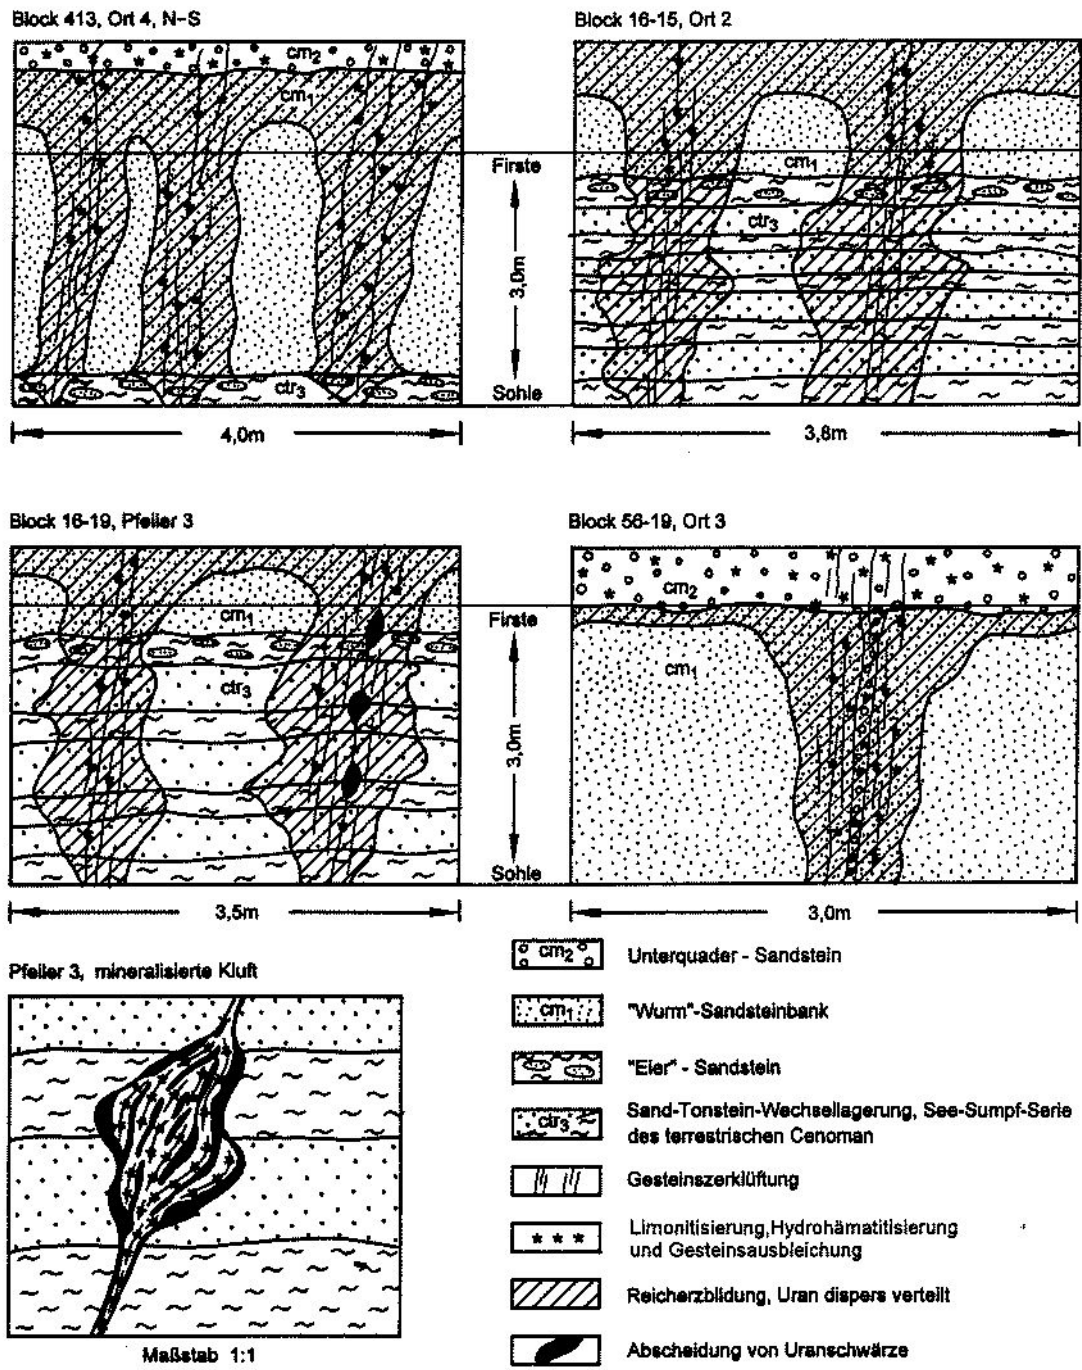 Block 413, Ort 4, N-S
cm₂
cm₁
ctr₃
4,0m
Firste
3,0m
Sohle
Block 16-15, Ort 2
cm₁
ctr₃
3,8m
Block 16-19, Pfeiler 3
cm₁
ctr₃
3,5m
Firste
3,0m
Sohle
Block 56-19, Ort 3
cm₂
cm₁
3,0m
Pfeiler 3, mineralisierte Kluft
Maßstab 1:1
cm₂
Unterquader - Sandstein
cm₁
"Wurm"-Sandsteinbank
"Eier" - Sandstein
ctr₃
Sand-Tonstein-Wechsellagerung, See-Sumpf-Serie
des terrestrischen Cenoman
Gesteinszerklüftung
Limonitisierung,Hydrohämatitisierung
und Gesteinsausbleichung
Reicherzbildung, Uran dispers verteilt
Abscheidung von Uranschwärze